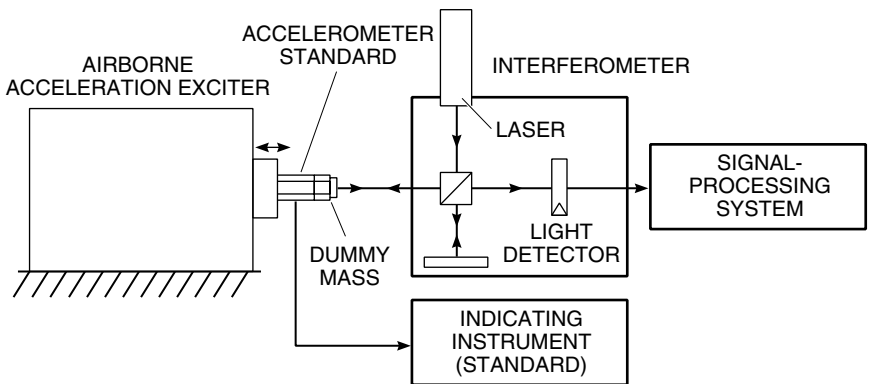 AIRBORNE
ACCELERATION EXCITER
ACCELEROMETER
STANDARD
INTERFEROMETER
LASER
LIGHT
DETECTOR
SIGNAL-
PROCESSING
SYSTEM
DUMMY
MASS
INDICATING
INSTRUMENT
(STANDARD)